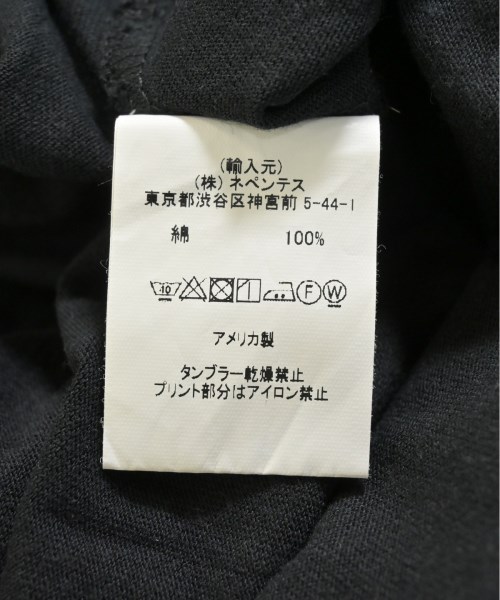 (輸入元)
(株) ネペンテス
東京都渋谷区神宮前 5-44-1
綿 100%
40 F W
アメリカ製
タンブラー乾燥禁止
プリント部分はアイロン禁止